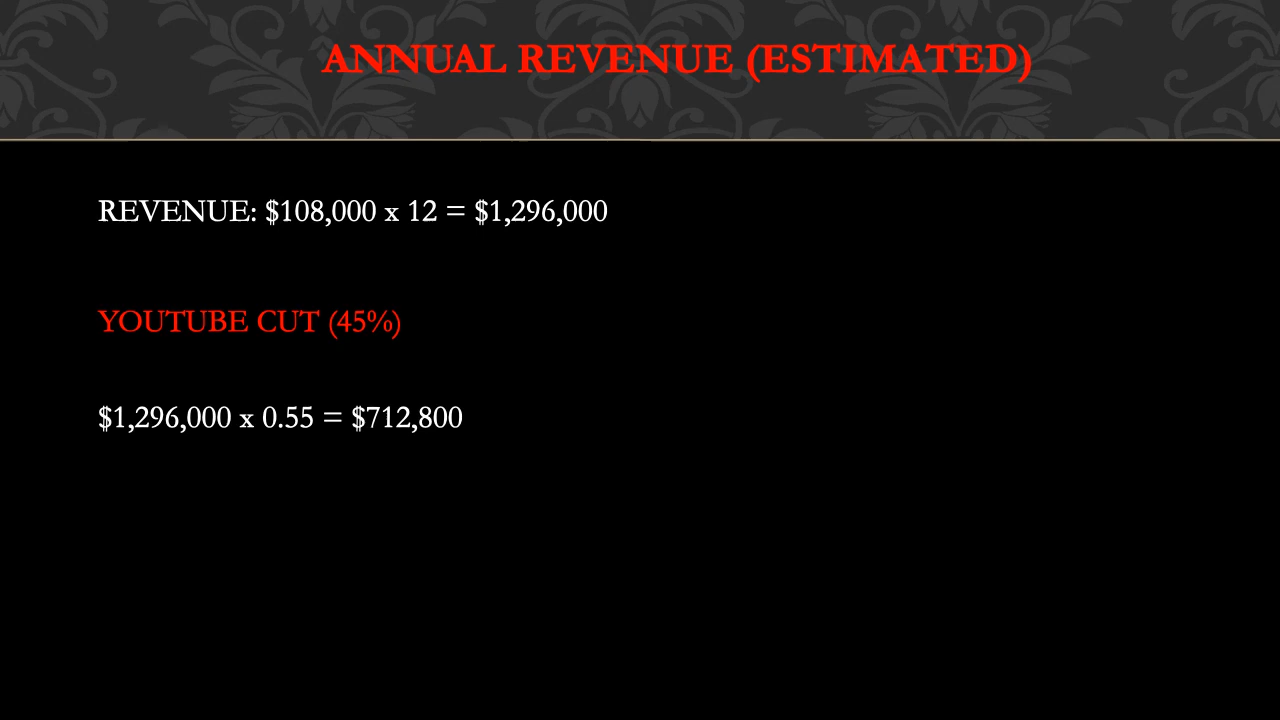 ANNUAL REVENUE (ESTIMATED)
REVENUE: $108,000 x 12 = $1,296,000
YOUTUBE CUT (45%)
$1,296,000 x 0.55 = $712,800